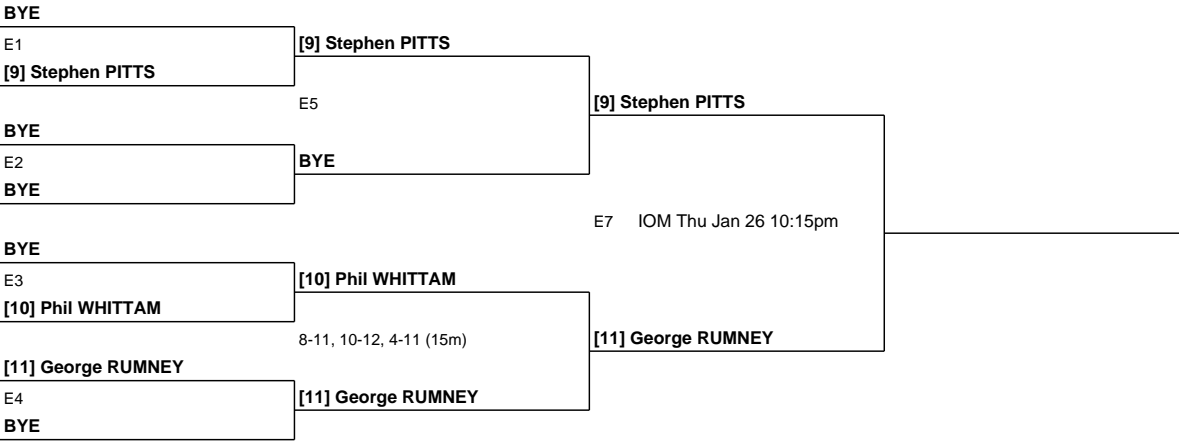 BYE
E1
[9] Stephen PITTS
[9] Stephen PITTS
E5
[9] Stephen PITTS
BYE
E2
BYE
BYE
E7 IOM Thu Jan 26 10:15pm
BYE
E3
[10] Phil WHITTAM
[10] Phil WHITTAM
8-11, 10-12, 4-11 (15m)
[11] George RUMNEY
[11] George RUMNEY
E4
[11] George RUMNEY
BYE